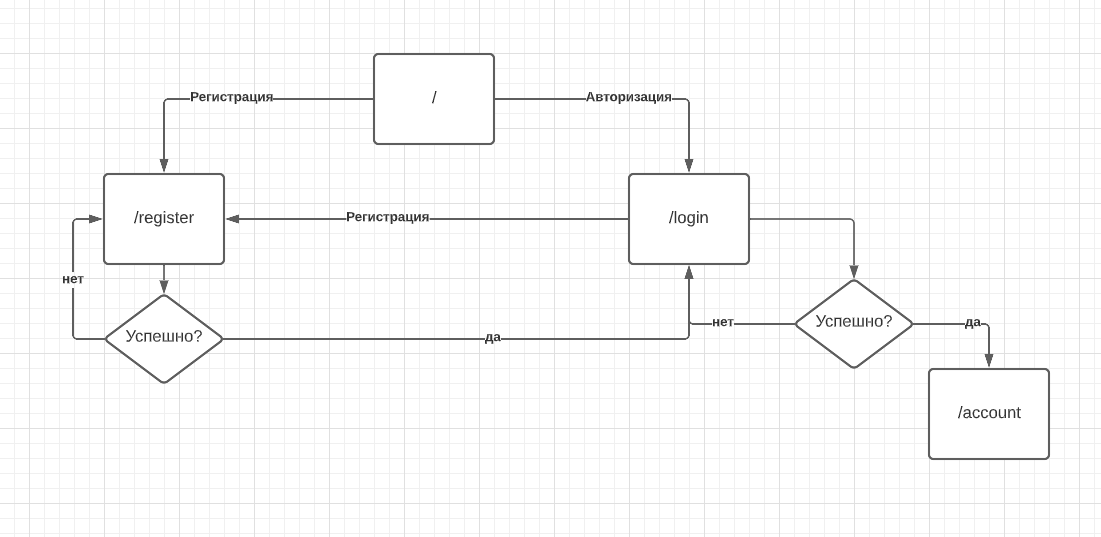 /
Регистрация
Авторизация
/register
Регистрация
/login
нет
Успешно?
да
нет
Успешно?
да
/account